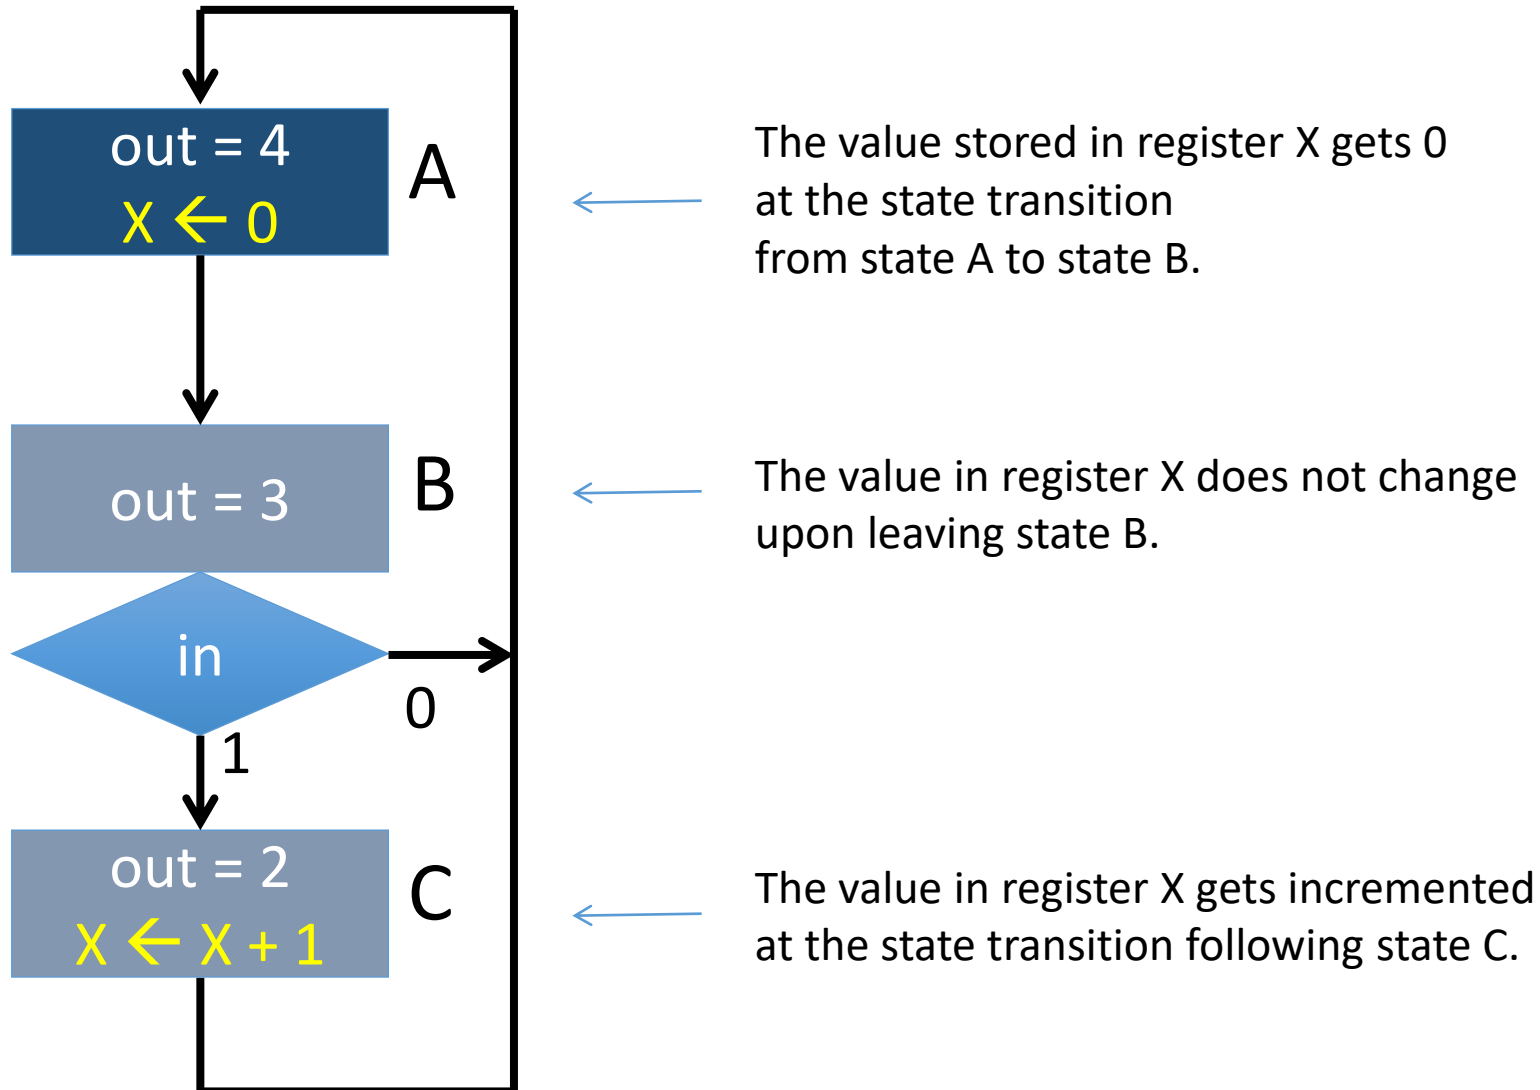 out = 4
X ← 0
A
The value stored in register X gets 0
at the state transition
from state A to state B.
out = 3
B
The value in register X does not change
upon leaving state B.
in
0
1
out = 2
X ← X + 1
C
The value in register X gets incremented
at the state transition following state C.